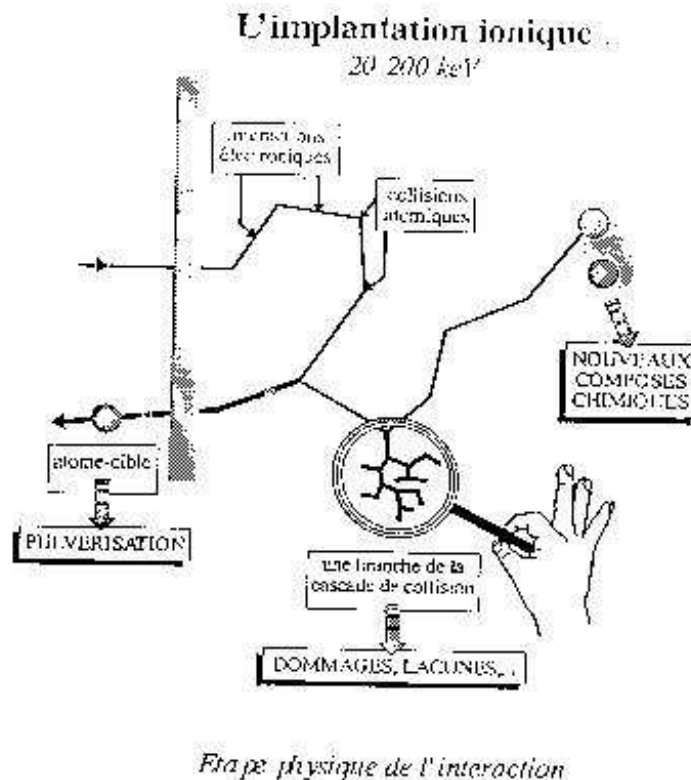 L'implantation ionique
20-200 keV
interactions
électroniques
collisions
atomiques
NOUVEAUX
COMPOSES
CHIMIQUES
atome-cible
PULVERISATION
une branche de la
cascade de collision
DOMMAGES, LACUNES,..
Etape physique de l'interaction